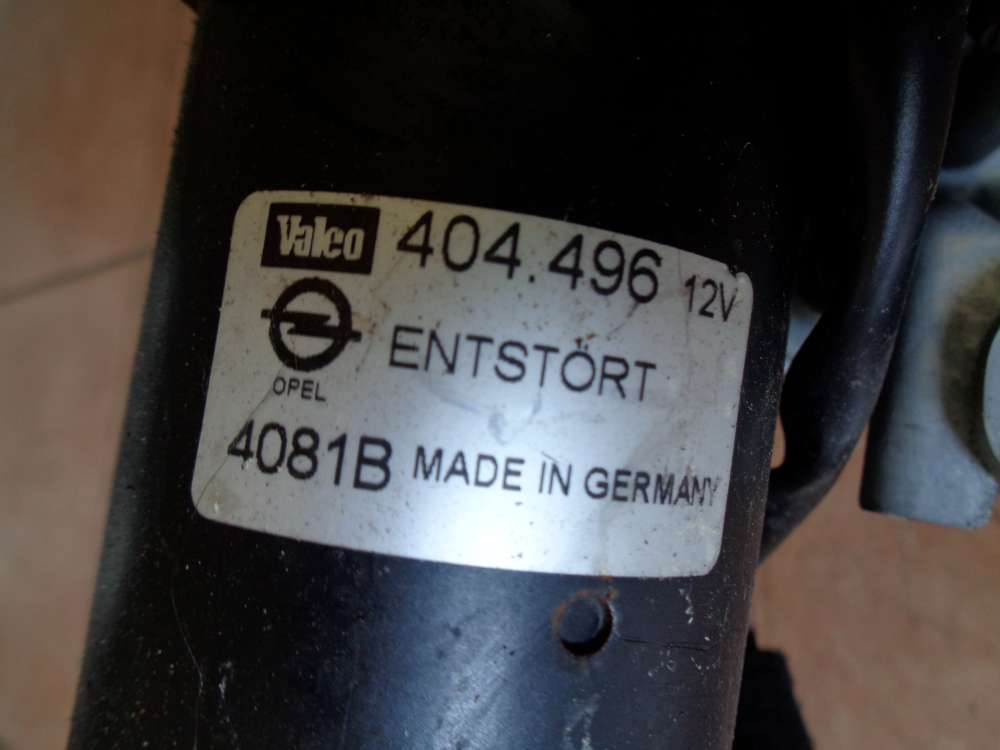 Valeo 404.496 12V
ENTSTÖRT
OPEL
4081B MADE IN GERMANY